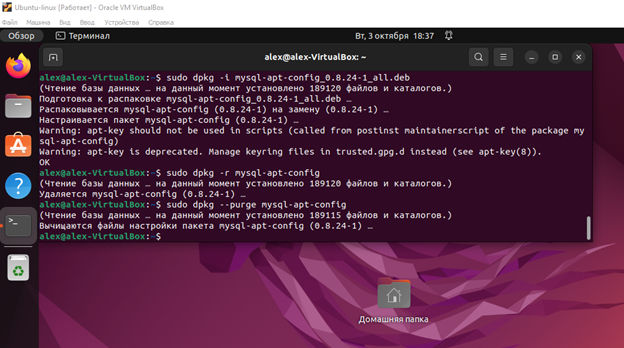 Ubuntu-linux [Работает] - Oracle VM VirtualBox
Файл Машина Вид Ввод Устройства Справка
Обзор Терминал Вт, 3 октября 18:37
alex@alex-VirtualBox: ~
alex@alex-VirtualBox:~$ sudo dpkg -i mysql-apt-config_0.8.24-1_all.deb
(Чтение базы данных … на данный момент установлено 189120 файлов и каталогов.)
Подготовка к распаковке mysql-apt-config_0.8.24-1_all.deb …
Распаковывается mysql-apt-config (0.8.24-1) на замену (0.8.24-1) …
Настраивается пакет mysql-apt-config (0.8.24-1) …
Warning: apt-key should not be used in scripts (called from postinst maintainerscript of the package my
sql-apt-config)
Warning: apt-key is deprecated. Manage keyring files in trusted.gpg.d instead (see apt-key(8)).
OK
alex@alex-VirtualBox:~$ sudo dpkg -r mysql-apt-config
(Чтение базы данных … на данный момент установлено 189120 файлов и каталогов.)
Удаляется mysql-apt-config (0.8.24-1) …
alex@alex-VirtualBox:~$ sudo dpkg --purge mysql-apt-config
(Чтение базы данных … на данный момент установлено 189115 файлов и каталогов.)
Вычищаются файлы настройки пакета mysql-apt-config (0.8.24-1) …
alex@alex-VirtualBox:~$
Домашняя папка